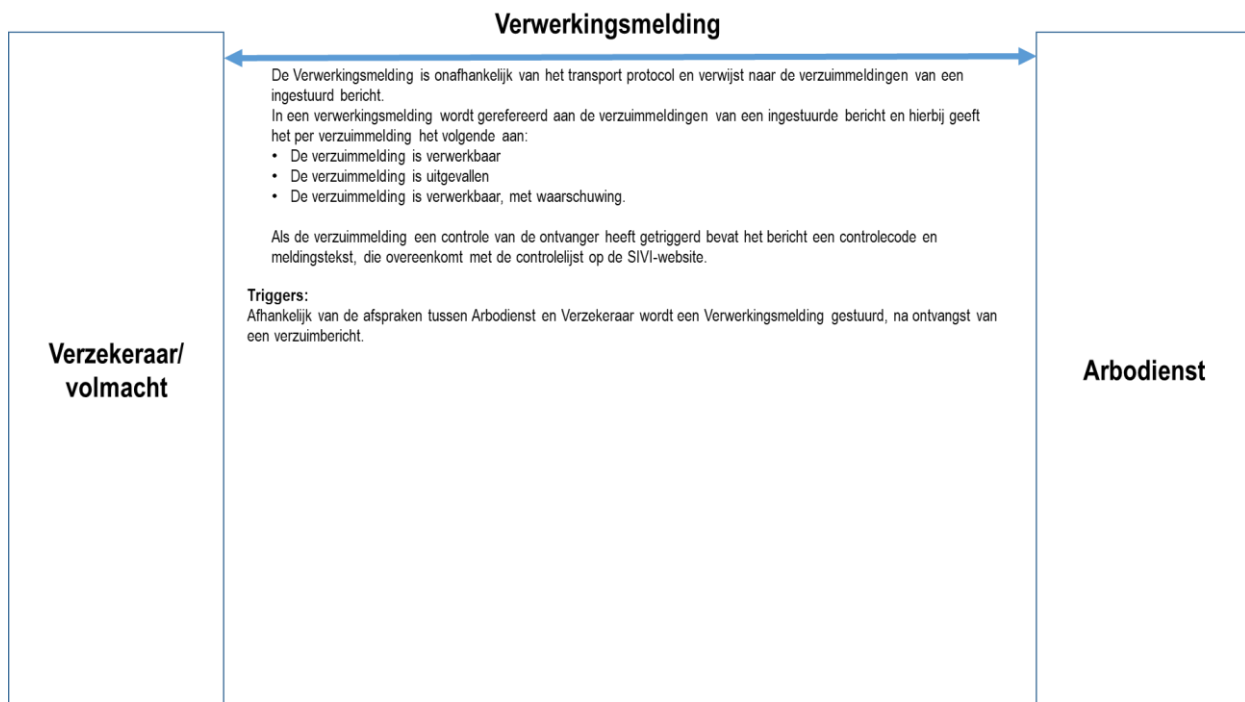 Verwerkingsmelding
De Verwerkingsmelding is onafhankelijk van het transport protocol en verwijst naar de verzuimmeldingen van een
ingestuurd bericht.
In een verwerkingsmelding wordt gerefereerd aan de verzuimmeldingen van een ingestuurde bericht en hierbij geeft
het per verzuimmelding het volgende aan:
• De verzuimmelding is verwerkbaar
• De verzuimmelding is uitgevallen
• De verzuimmelding is verwerkbaar, met waarschuwing.
Als de verzuimmelding een controle van de ontvanger heeft getriggerd bevat het bericht een controlecode en
meldingstekst, die overeenkomt met de controlelijst op de SIVI-website.
Triggers:
Afhankelijk van de afspraken tussen Arbodienst en Verzekeraar wordt een Verwerkingsmelding gestuurd, na ontvangst van
een verzuimbericht.
Verzekeraar/
volmacht
Arbodienst